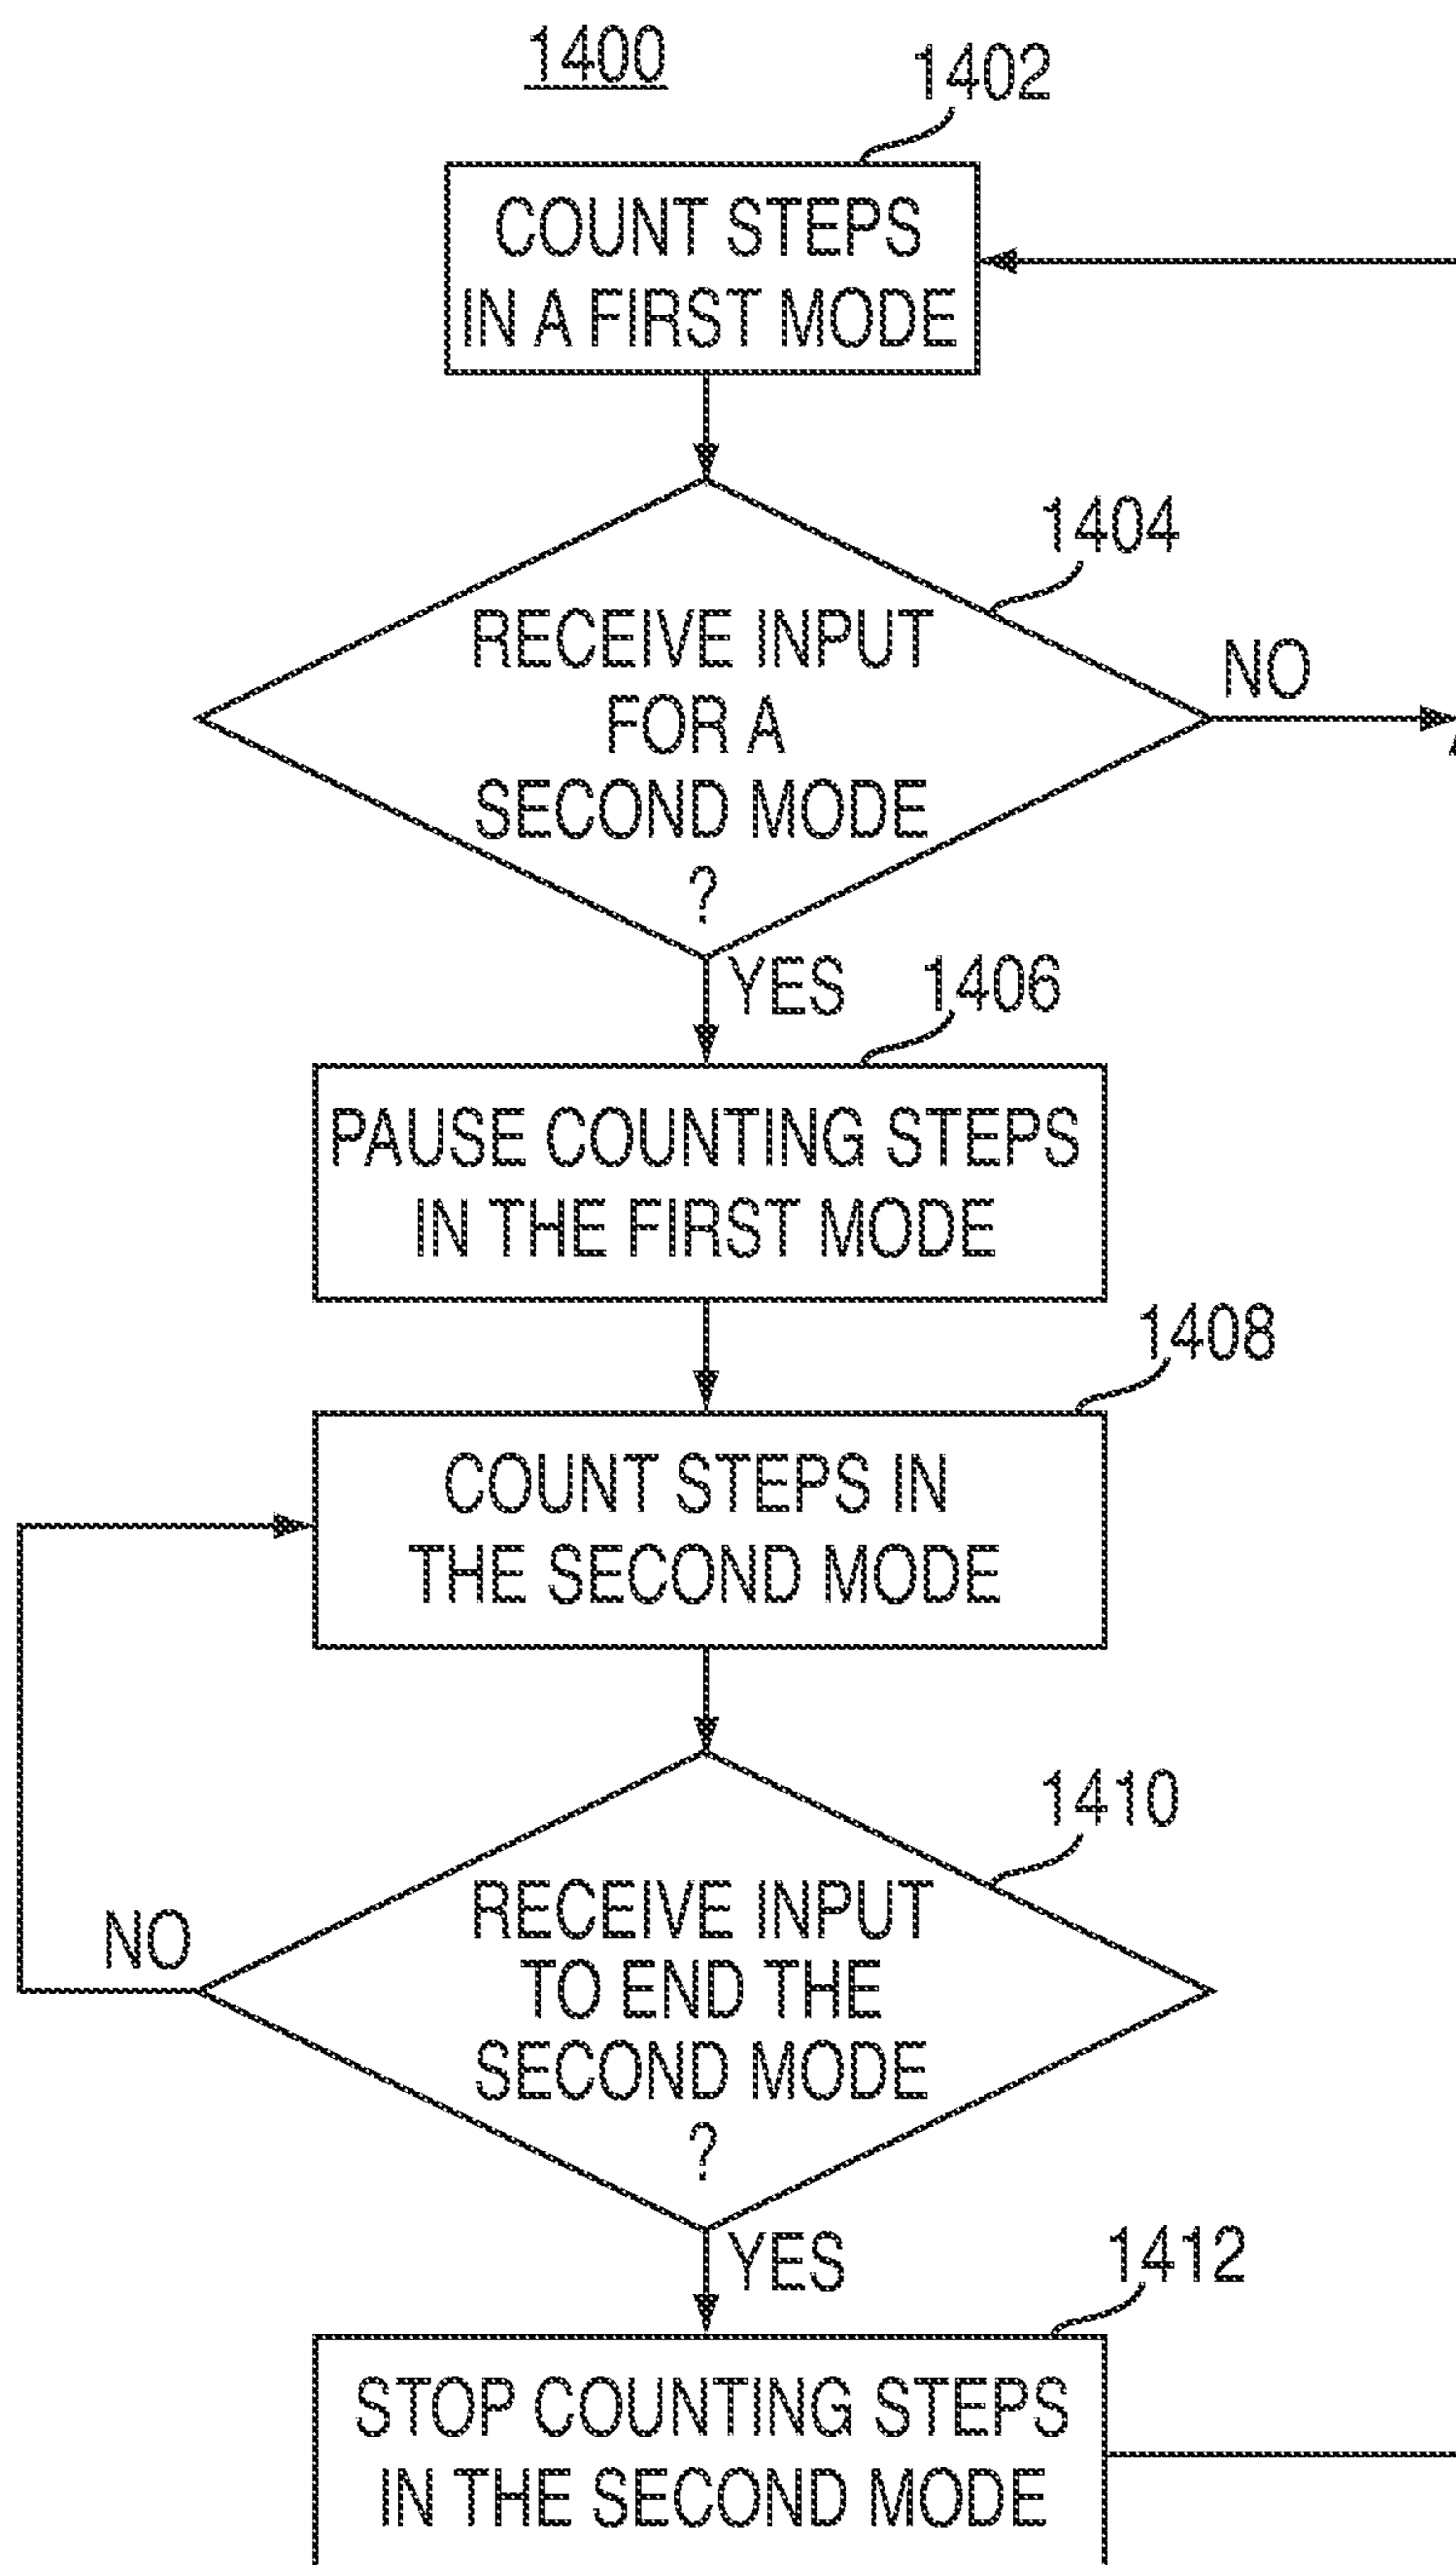 1400
1402
COUNT STEPS
IN A FIRST MODE
1404
RECEIVE INPUT
FOR A
SECOND MODE
?
NO
YES
1406
PAUSE COUNTING STEPS
IN THE FIRST MODE
1408
COUNT STEPS IN
THE SECOND MODE
1410
RECEIVE INPUT
TO END THE
SECOND MODE
?
NO
YES
1412
STOP COUNTING STEPS
IN THE SECOND MODE